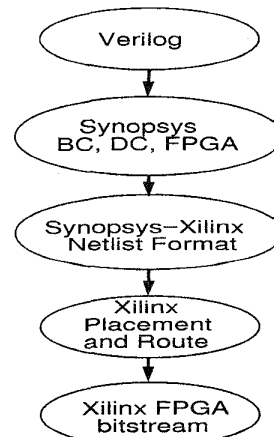 Verilog
Synopsys
BC, DC, FPGA
Synopsys-Xilinx
Netlist Format
Xilinx
Placement
and Route
Xilinx FPGA
bitstream